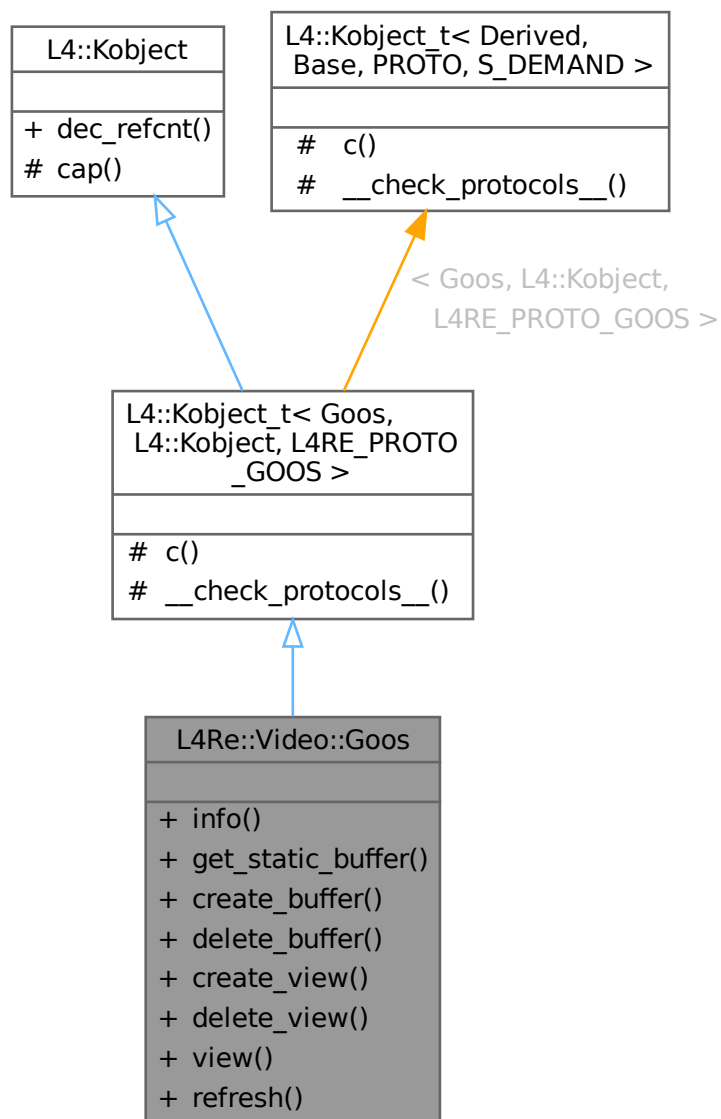 L4::Kobject
+ dec_refcnt()
# cap()
L4::Kobject_t< Derived,
Base, PROTO, S_DEMAND >
# c()
# __check_protocols__()
< Goos, L4::Kobject,
L4RE_PROTO_GOOS >
L4::Kobject_t< Goos,
L4::Kobject, L4RE_PROTO
_GOOS >
# c()
# __check_protocols__()
L4Re::Video::Goos
+ info()
+ get_static_buffer()
+ create_buffer()
+ delete_buffer()
+ create_view()
+ delete_view()
+ view()
+ refresh()